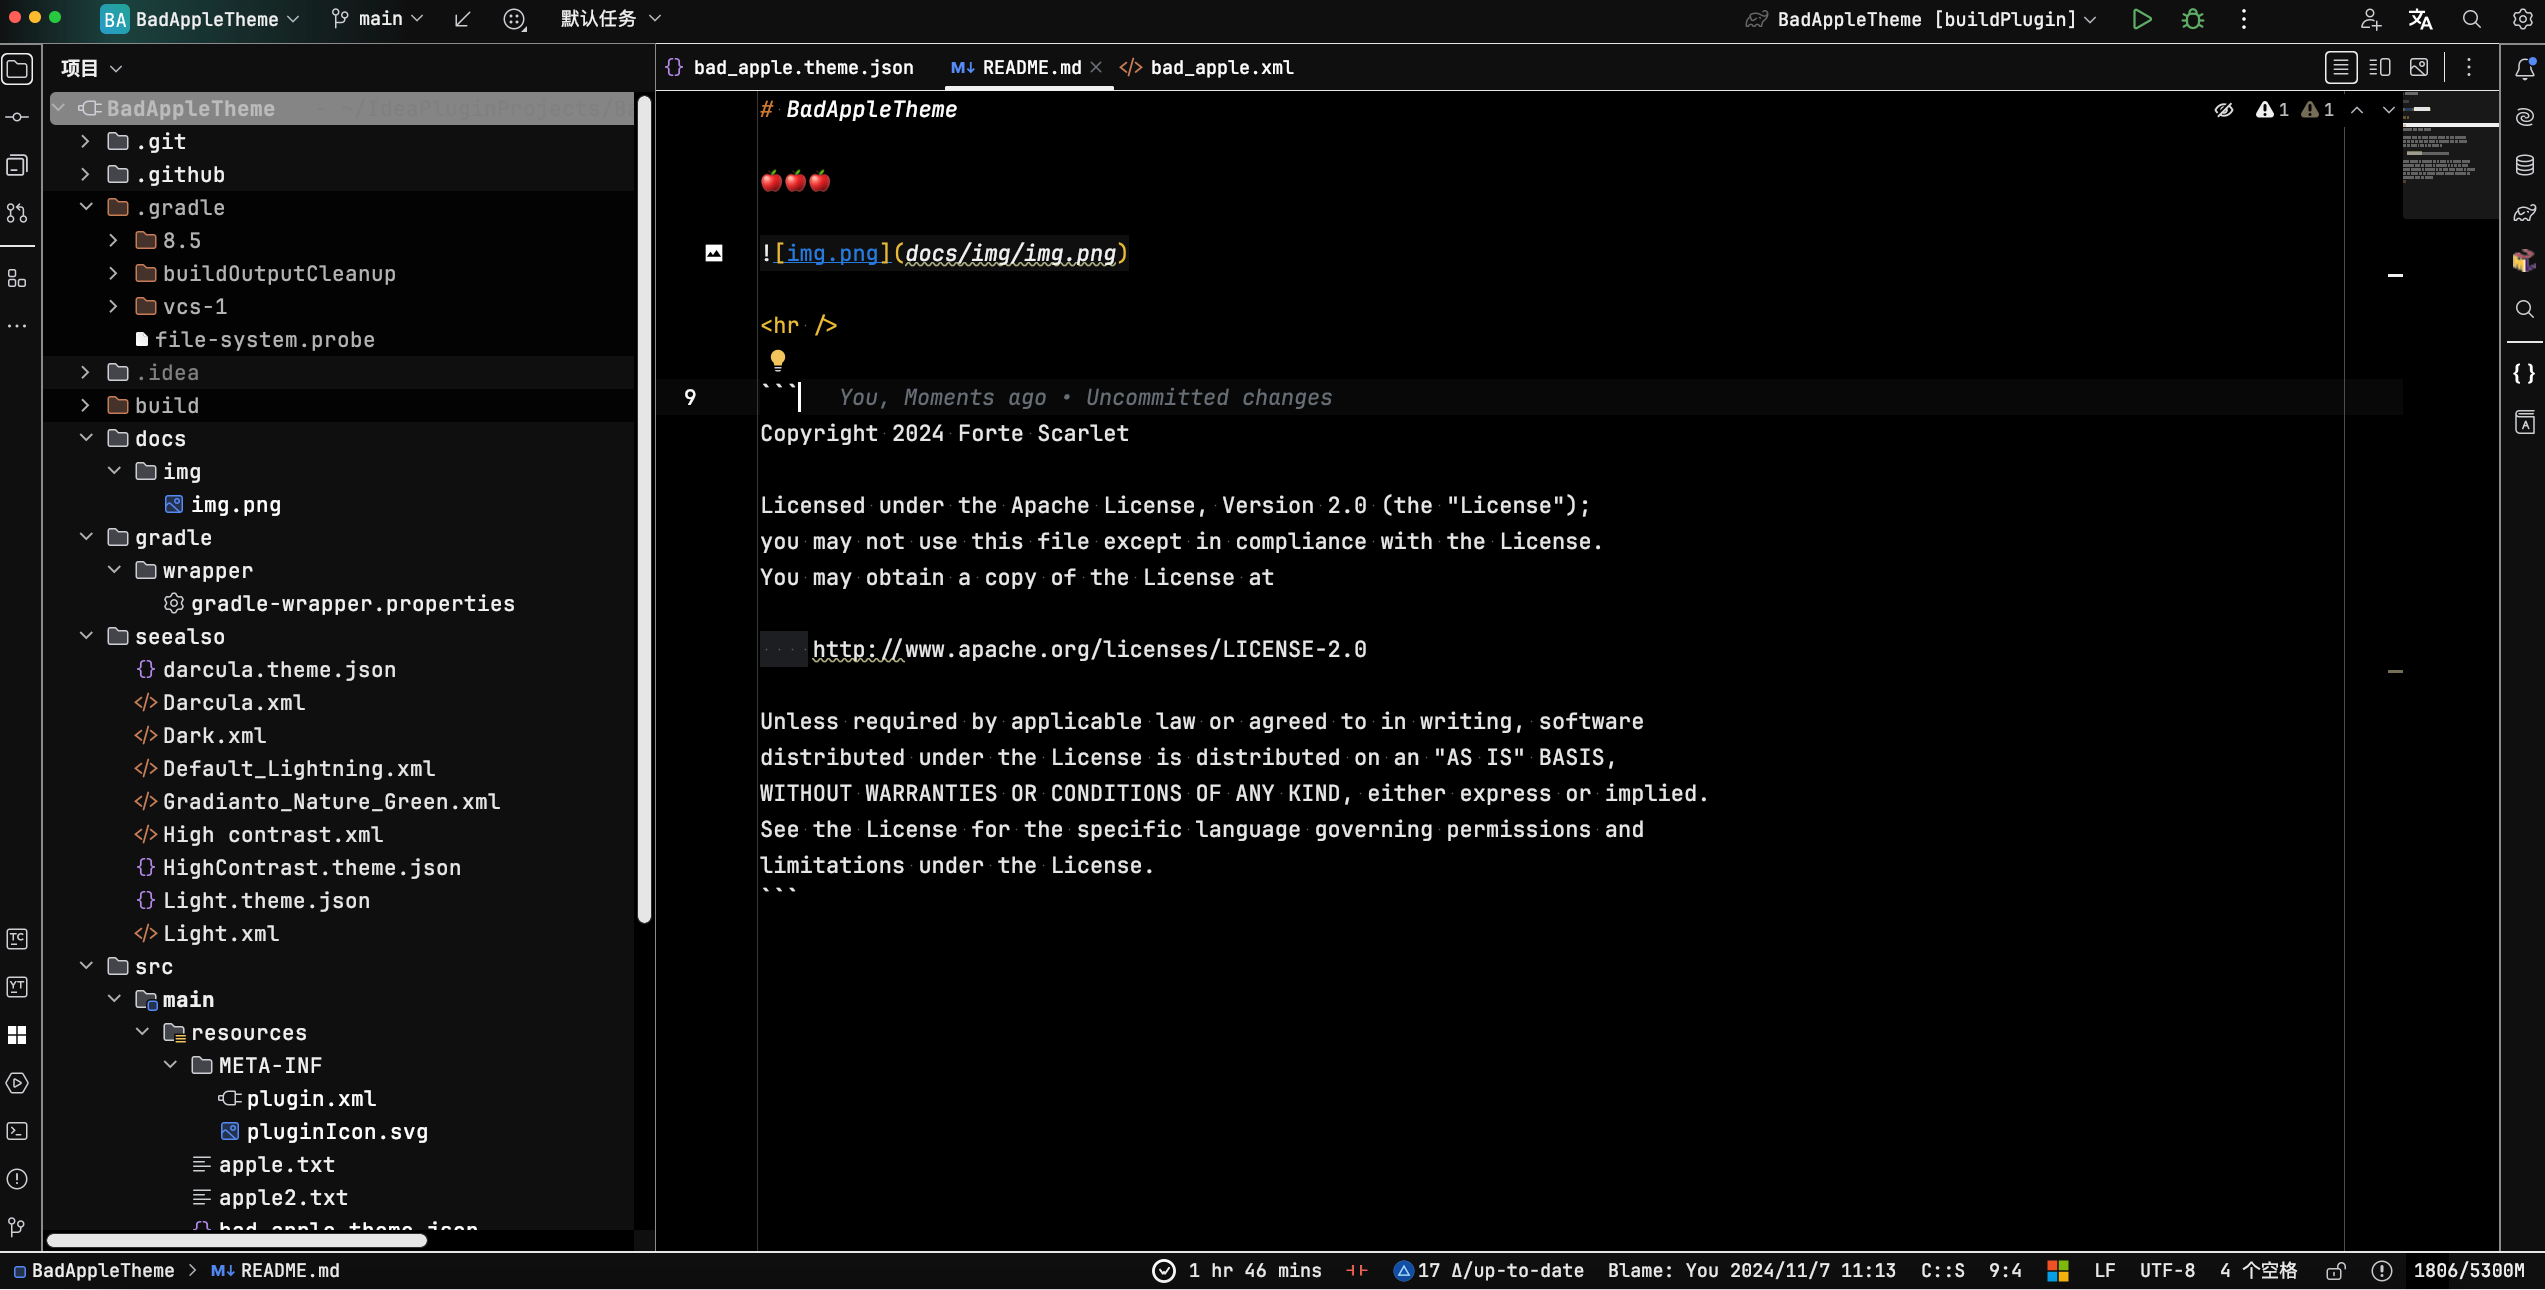 BA BadAppleTheme main 默认任务 BadAppleTheme [buildPlugin]
项目
bad_apple.theme.json README.md bad_apple.xml
BadAppleTheme
.git
.github
.gradle
8.5
buildOutputCleanup
vcs-1
file-system.probe
.idea
build
docs
img
img.png
gradle
wrapper
gradle-wrapper.properties
seealso
darcula.theme.json
Darcula.xml
Dark.xml
Default_Lightning.xml
Gradianto_Nature_Green.xml
High contrast.xml
HighContrast.theme.json
Light.theme.json
Light.xml
src
main
resources
META-INF
plugin.xml
pluginIcon.svg
apple.txt
apple2.txt
bad_apple.theme.json
# BadAppleTheme
1 1
🍎🍎🍎
![img.png](docs/img/img.png)
<hr />
9 ``` You, Moments ago • Uncommitted changes
Copyright 2024 Forte Scarlet
Licensed under the Apache License, Version 2.0 (the "License");
you may not use this file except in compliance with the License.
You may obtain a copy of the License at
http://www.apache.org/licenses/LICENSE-2.0
Unless required by applicable law or agreed to in writing, software
distributed under the License is distributed on an "AS IS" BASIS,
WITHOUT WARRANTIES OR CONDITIONS OF ANY KIND, either express or implied.
See the License for the specific language governing permissions and
limitations under the License.
```
BadAppleTheme > M↓ README.md 1 hr 46 mins 17 Δ/up-to-date Blame: You 2024/11/7 11:13 C::S 9:4 LF UTF-8 4 个空格 1806/5300M